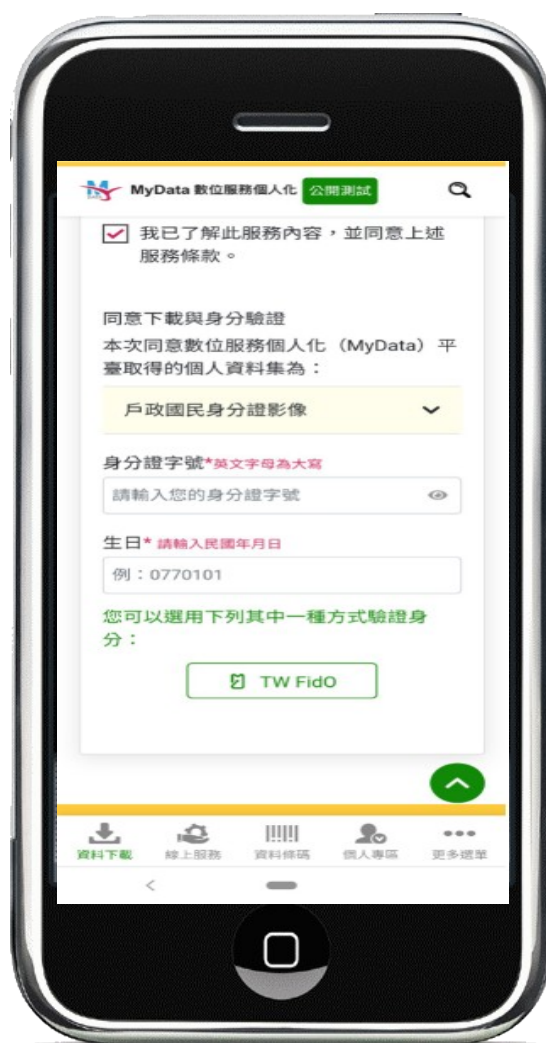 MyData 數位服務個人化 公開測試
我已了解此服務內容，並同意上述
服務條款。
同意下載與身分驗證
本次同意數位服務個人化（MyData）平
臺取得的個人資料集為：
戶政國民身分證影像
身分證字號*英文字母為大寫
請輸入您的身分證字號
生日* 請輸入民國年月日
例：0770101
您可以選用下列其中一種方式驗證身
分：
TW FidO
資料下載 線上服務 資料條碼 個人專區 更多選單